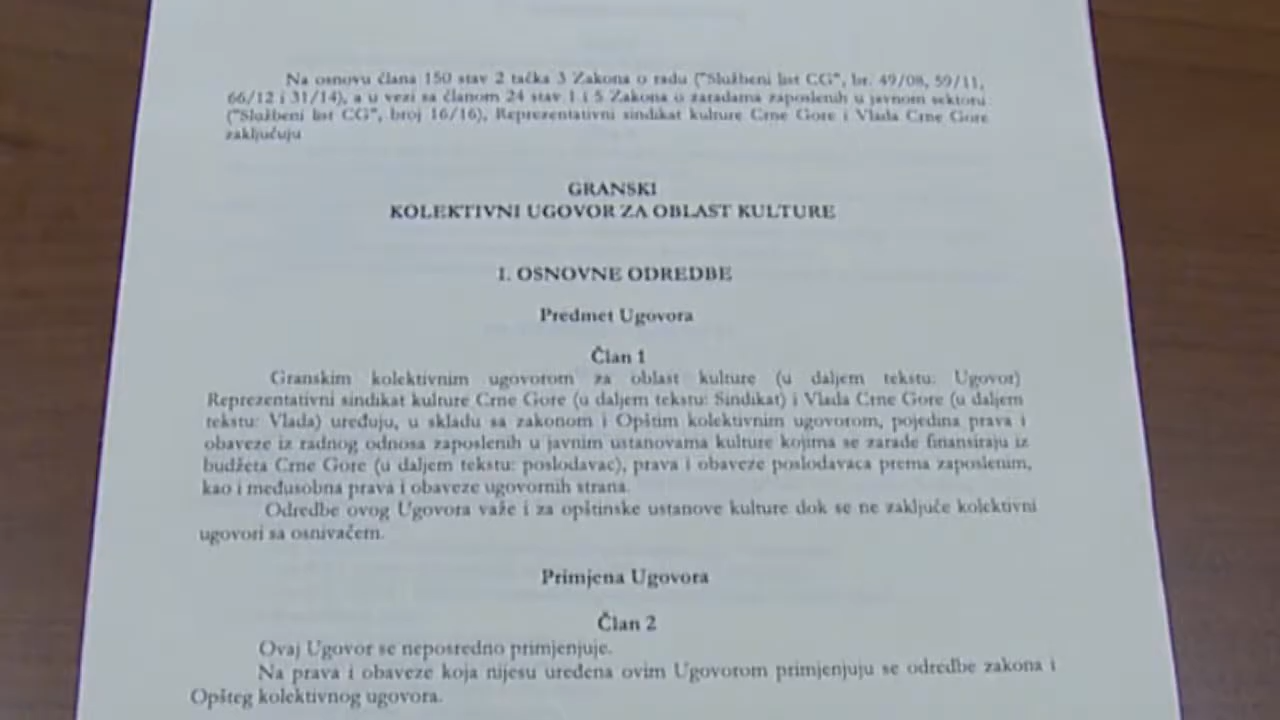 Na osnovu člana 150 stav 2 tačka 3 Zakona o radu ("Službeni list CG", br. 49/08, 59/11,
66/12 i 31/14), a u vezi sa članom 24 stav 1 i 5 Zakona o zaradama zaposlenih u javnom sektoru
("Službeni list CG", broj 16/16), Reprezentativni sindikat kulture Crne Gore i Vlada Crne Gore
zaključuju
GRANSKI
KOLEKTIVNI UGOVOR ZA OBLAST KULTURE
1. OSNOVNE ODREDBE
Predmet Ugovora
Član 1
Granskim kolektivnim ugovorom za oblast kulture (u daljem tekstu: Ugovor)
Reprezentativni sindikat kulture Crne Gore (u daljem tekstu: Sindikat) i Vlada Crne Gore (u daljem
tekstu: Vlada) uređuju, u skladu sa zakonom i Opštim kolektivnim ugovorom, pojedina prava i
obaveze iz radnog odnosa zaposlenih u javnim ustanovama kulture kojima se zarade finansiraju iz
budžeta Crne Gore (u daljem tekstu: poslodavac), prava i obaveze poslodavaca prema zaposlenim,
kao i međusobna prava i obaveze ugovornih strana.
Odredbe ovog Ugovora važe i za opštinske ustanove kulture dok se ne zaključe kolektivni
ugovori sa osnivačem.
Primjena Ugovora
Član 2
Ovaj Ugovor se neposredno primjenjuje.
Na prava i obaveze koja nijesu uređena ovim Ugovorom primjenjuju se odredbe zakona i
Opšteg kolektivnog ugovora.